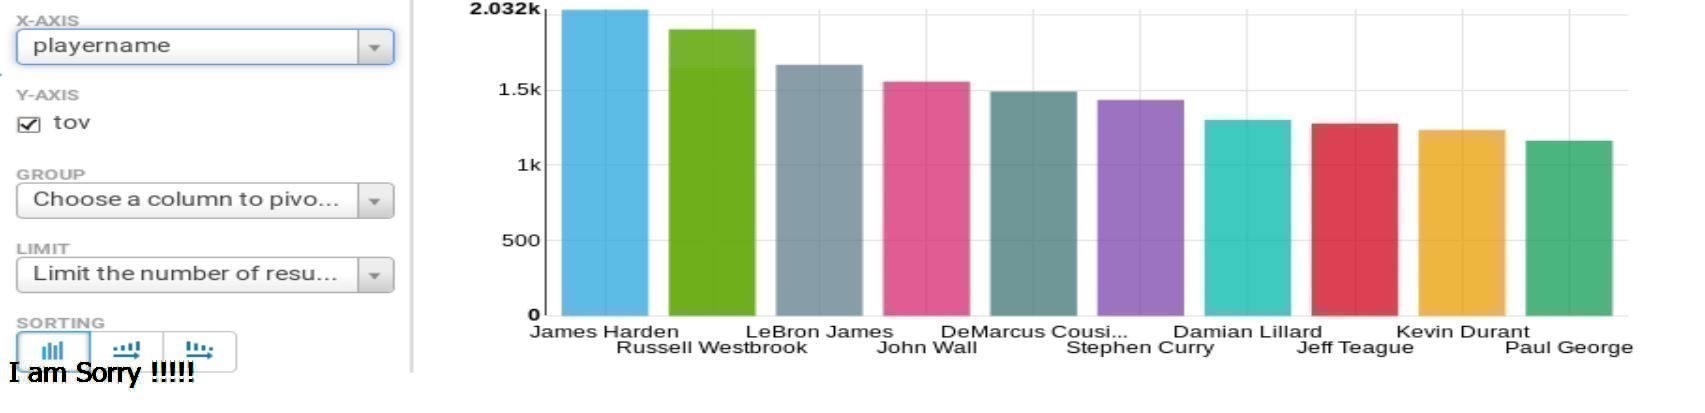 X-AXIS
playername
Y-AXIS
tov
GROUP
Choose a column to pivo...
LIMIT
Limit the number of resu...
SORTING
I am Sorry !!!!!
2.032k
1.5k
1k
500
0
James Harden
Russell Westbrook
LeBron James
John Wall
DeMarcus Cousi...
Stephen Curry
Damian Lillard
Jeff Teague
Kevin Durant
Paul George